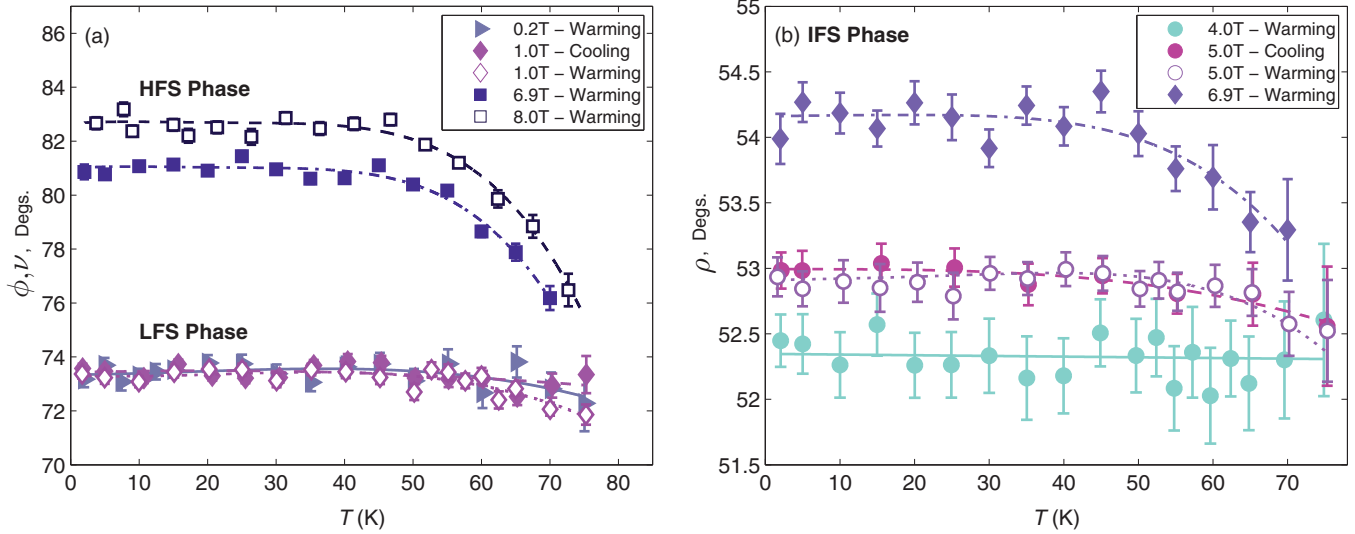 (a)
HFS Phase
LFS Phase
0.2T – Warming
1.0T – Cooling
1.0T – Warming
6.9T – Warming
8.0T – Warming
86
84
82
80
78
76
74
72
70
ϕ, ν, Degs.
0 10 20 30 40 50 60 70 80
T (K)
(b) IFS Phase
4.0T – Warming
5.0T – Cooling
5.0T – Warming
6.9T – Warming
55
54.5
54
53.5
53
52.5
52
51.5
ρ, Degs.
0 10 20 30 40 50 60 70
T (K)